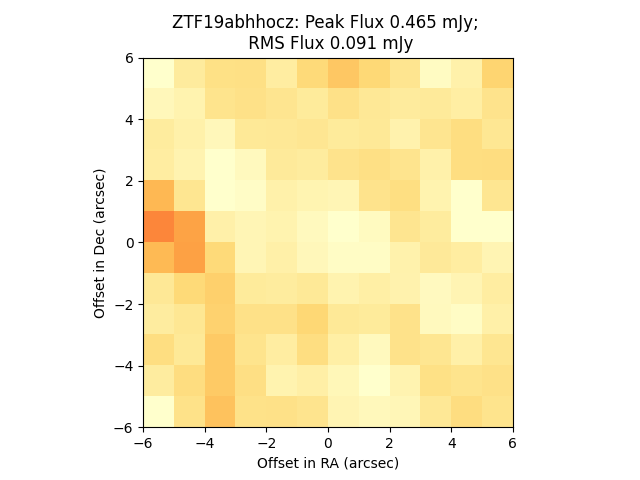 ZTF19abhhocz: Peak Flux 0.465 mJy;
RMS Flux 0.091 mJy
6
4
2
0
−2
−4
−6
Offset in Dec (arcsec)
−6 −4 −2 0 2 4 6
Offset in RA (arcsec)